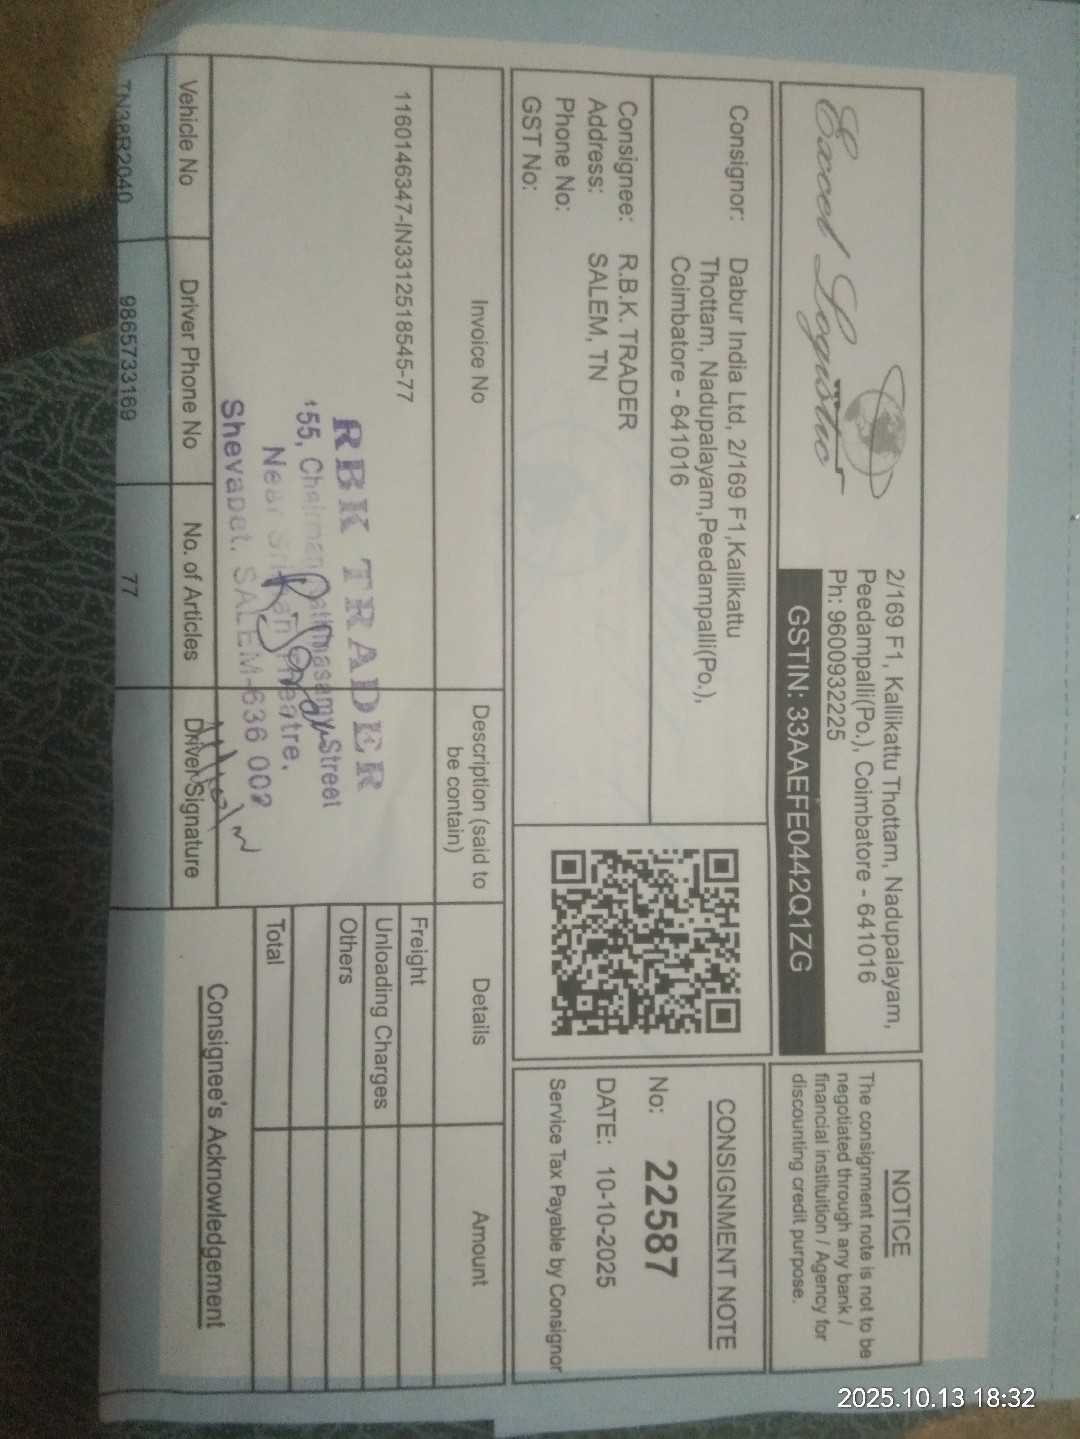 Excel Logistic
2/169 F1, Kallikattu Thottam, Nadupalayam,
Peedampalli(Po.), Coimbatore - 641016
Ph: 9600932225
GSTIN: 33AAEFE0442Q1ZG
NOTICE
The consignment note is not to be
negotiated through any bank /
financial instituition / Agency for
discounting credit purpose.
Consignor: Dabur India Ltd, 2/169 F1,Kallikattu
Thottam, Nadupalayam,Peedampalli(Po.),
Coimbatore - 641016
Consignee: R.B.K. TRADER
Address: SALEM, TN
Phone No:
GST No:
CONSIGNMENT NOTE
No: 22587
DATE: 10-10-2025
Service Tax Payable by Consignor
Invoice No
Description (said to
be contain)
Details
Amount
1160146347-IN3312518545-77
Freight
Unloading Charges
Others
Total
RBK TRADER
55, Chairman Street
Near Theatre,
Shevapet. SALEM-636 002
Vehicle No
Driver Phone No
No. of Articles
Driver Signature
TN38R2040
9865733169
77
Consignee's Acknowledgement
2025.10.13 18:32